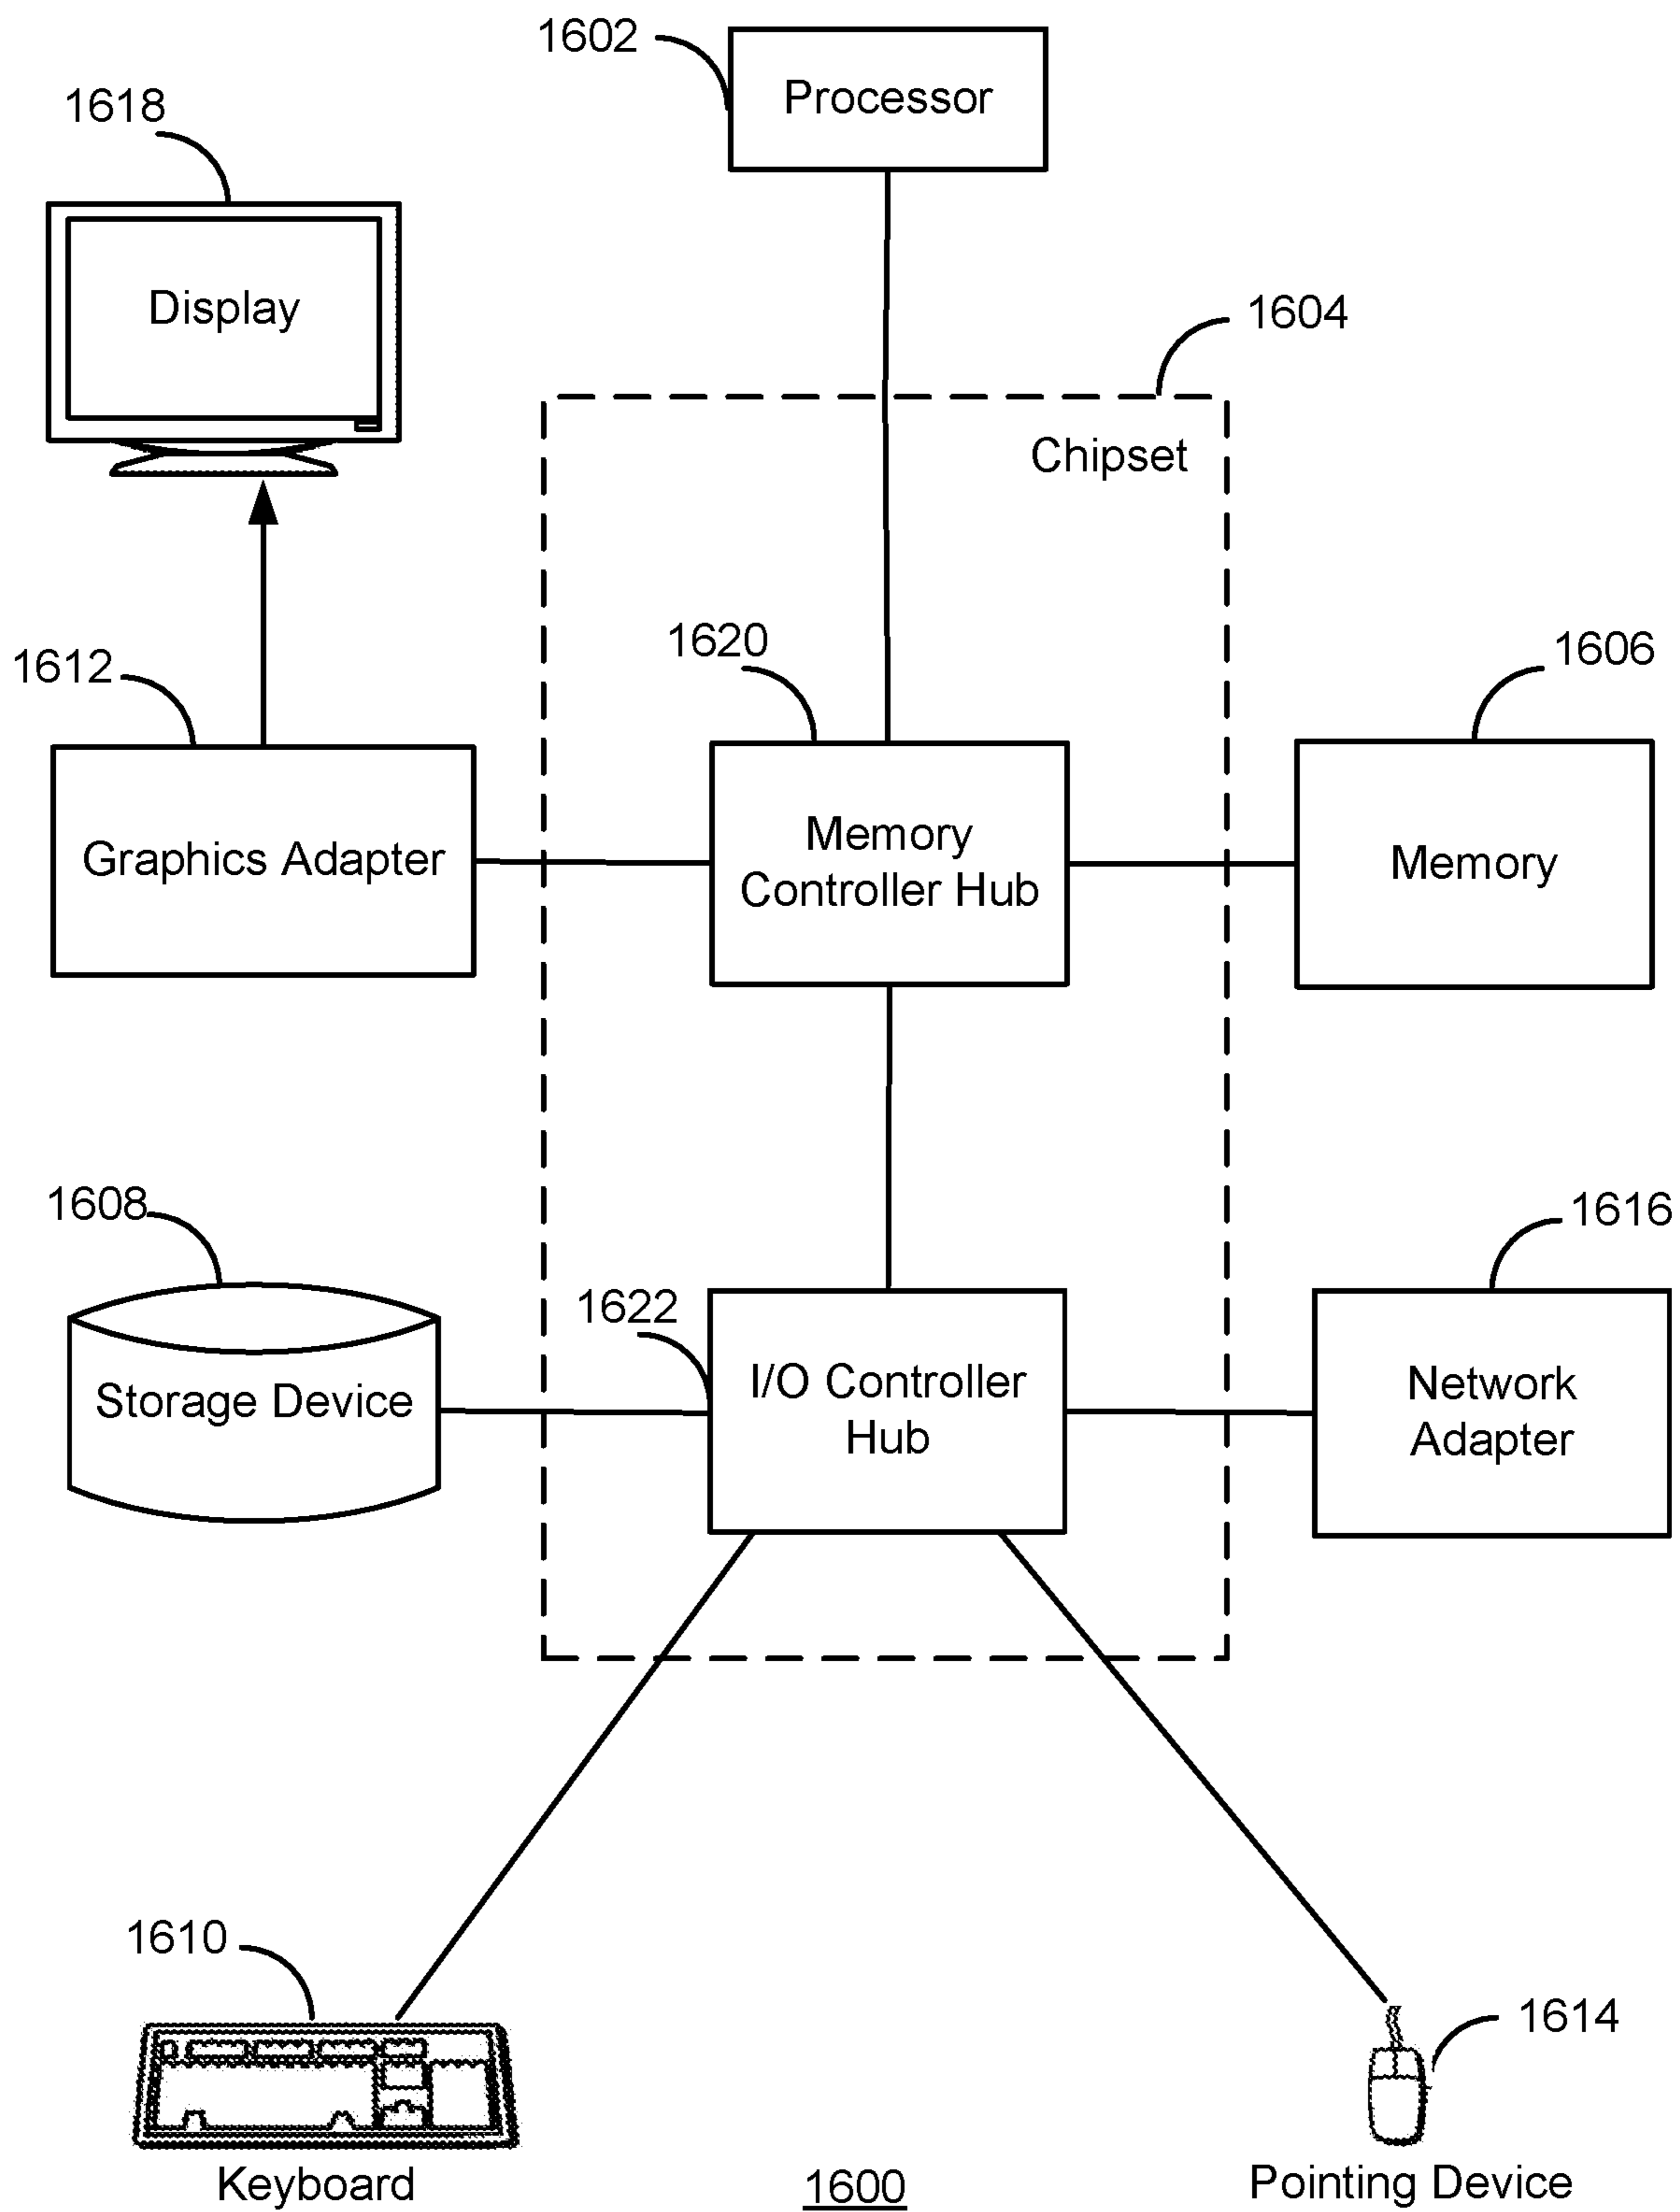 1602
Processor
1618
Display
1604
Chipset
1620
1606
1612
Memory
Controller Hub
Graphics Adapter
Memory
1608
1616
1622
I/O Controller
Hub
Storage Device
Network
Adapter
1610
1614
Keyboard
1600
Pointing Device